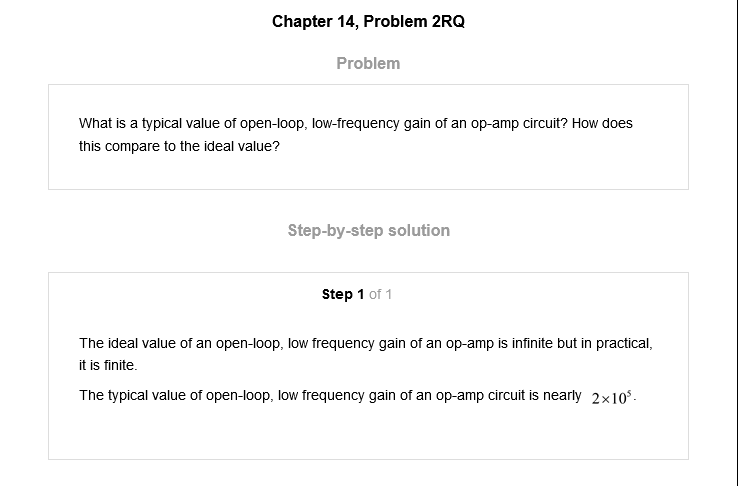 Chapter 14, Problem 2RQ
Problem
What is a typical value of open-loop, low-frequency gain of an op-amp circuit? How does
this compare to the ideal value?
Step-by-step solution
Step 1 of 1
The ideal value of an open-loop, low frequency gain of an op-amp is infinite but in practical,
it is finite.
The typical value of open-loop, low frequency gain of an op-amp circuit is nearly 2×10⁵.